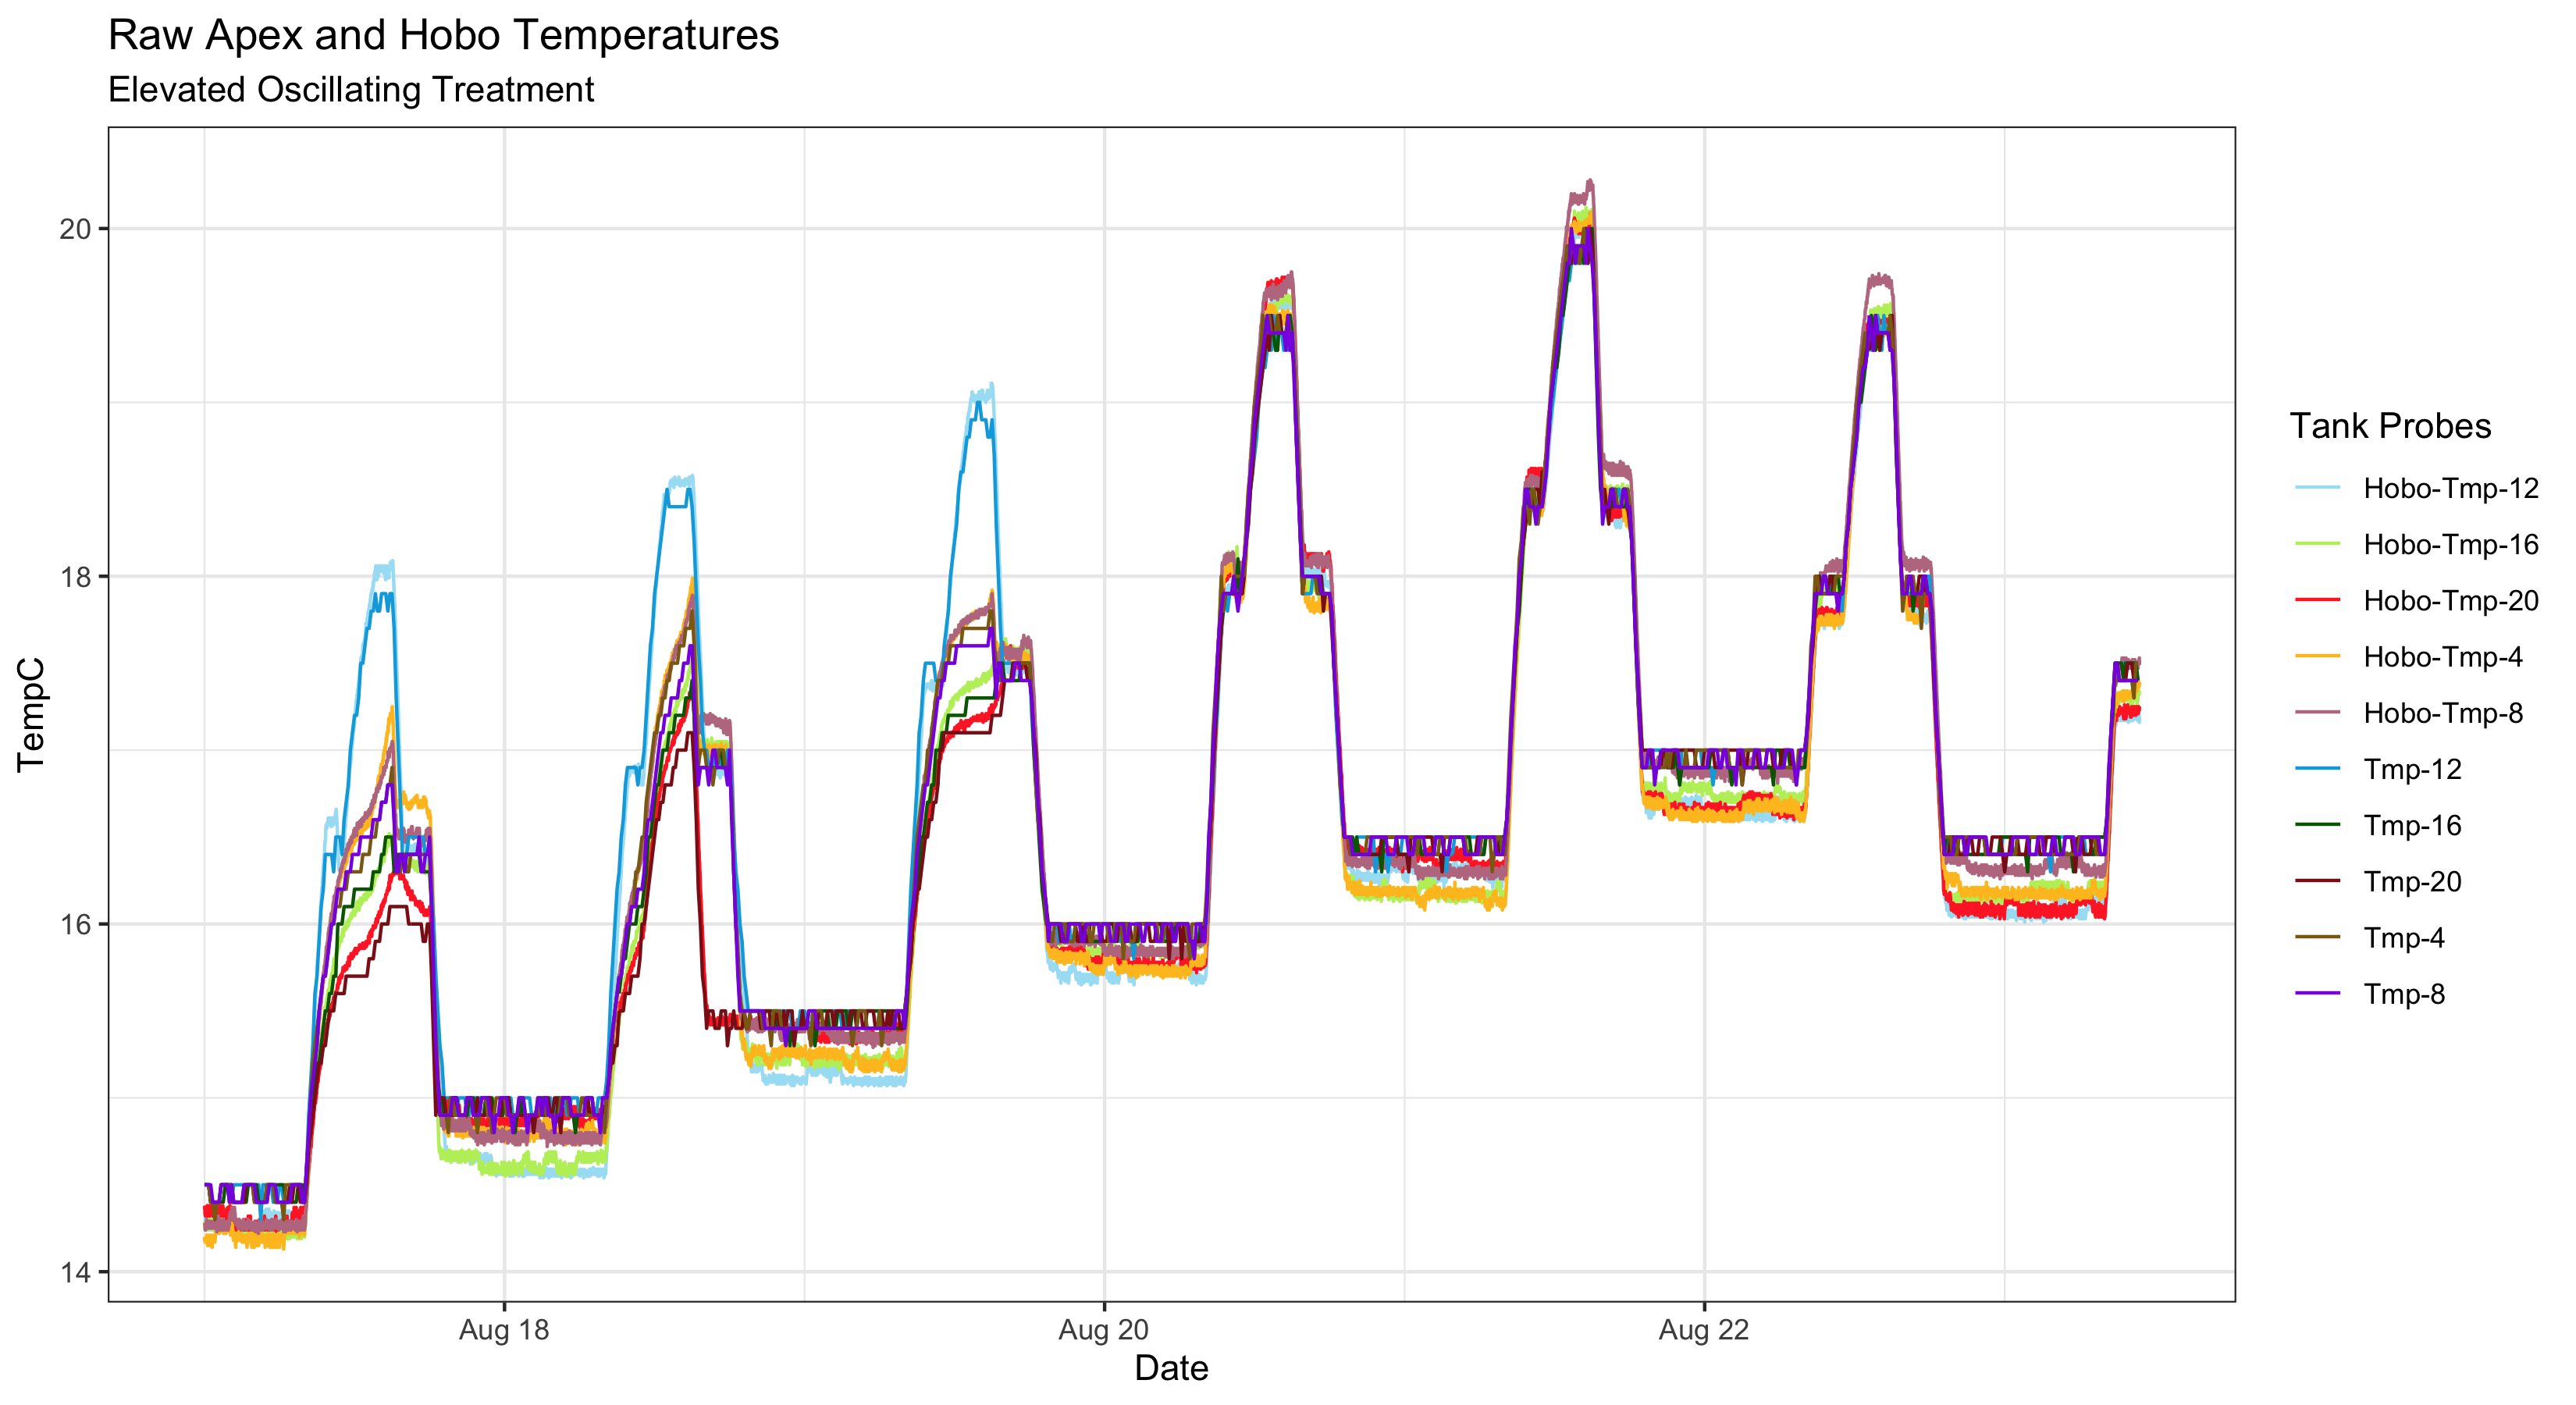 Raw Apex and Hobo Temperatures
Elevated Oscillating Treatment
TempC
20
18
16
14
Aug 18
Aug 20
Aug 22
Date
Tank Probes
Hobo-Tmp-12
Hobo-Tmp-16
Hobo-Tmp-20
Hobo-Tmp-4
Hobo-Tmp-8
Tmp-12
Tmp-16
Tmp-20
Tmp-4
Tmp-8